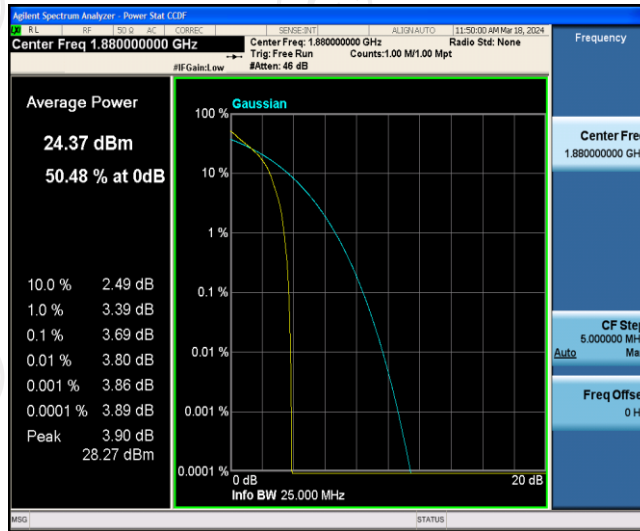 Agilent Spectrum Analyzer - Power Stat CCDF
RL RF 50 Ω AC CORREC SENSE:INT ALIGN AUTO 11:50:00 AM Mar 18, 2024
Center Freq 1.880000000 GHz
Center Freq: 1.880000000 GHz Radio Std: None
Trig: Free Run Counts:1.00 M/1.00 Mpt
#IFGain:Low #Atten: 46 dB
Frequency
Average Power
24.37 dBm
50.48 % at 0dB
10.0 % 2.49 dB
1.0 % 3.39 dB
0.1 % 3.69 dB
0.01 % 3.80 dB
0.001 % 3.86 dB
0.0001 % 3.89 dB
Peak 3.90 dB
28.27 dBm
Gaussian
100 %
10 %
1 %
0.1 %
0.01 %
0.001 %
0.0001 %
0 dB 20 dB
Info BW 25.000 MHz
Center Fre
1.880000000 GH
CF Step
5.000000 MH
Auto Ma
Freq Offse
0 H
MSG STATUS